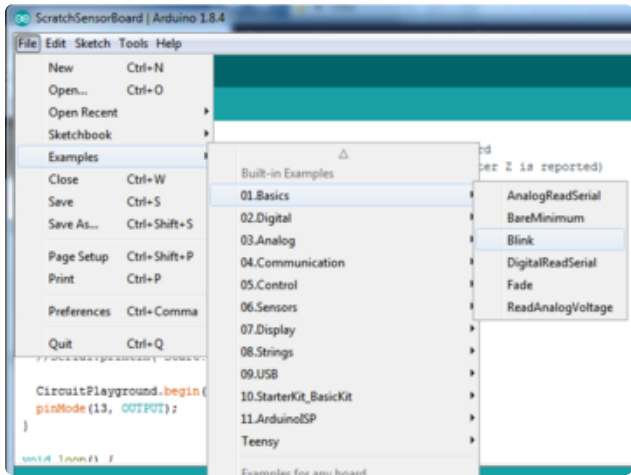 ScratchSensorBoard | Arduino 1.8.4
File Edit Sketch Tools Help
New Ctrl+N
Open... Ctrl+O
Open Recent
Sketchbook
Examples
Close Ctrl+W
Save Ctrl+S
Save As... Ctrl+Shift+S
Page Setup Ctrl+Shift+P
Print Ctrl+P
Preferences Ctrl+Comma
Quit Ctrl+Q
Built-in Examples
01.Basics
02.Digital
03.Analog
04.Communication
05.Control
06.Sensors
07.Display
08.Strings
09.USB
10.StarterKit_BasicKit
11.ArduinoISP
Teensy
Examples for any board
AnalogReadSerial
BareMinimum
Blink
DigitalReadSerial
Fade
ReadAnalogVoltage
rd
ter Z is reported)
CircuitPlayground.begin(
pinMode(13, OUTPUT);
}
void loop() {